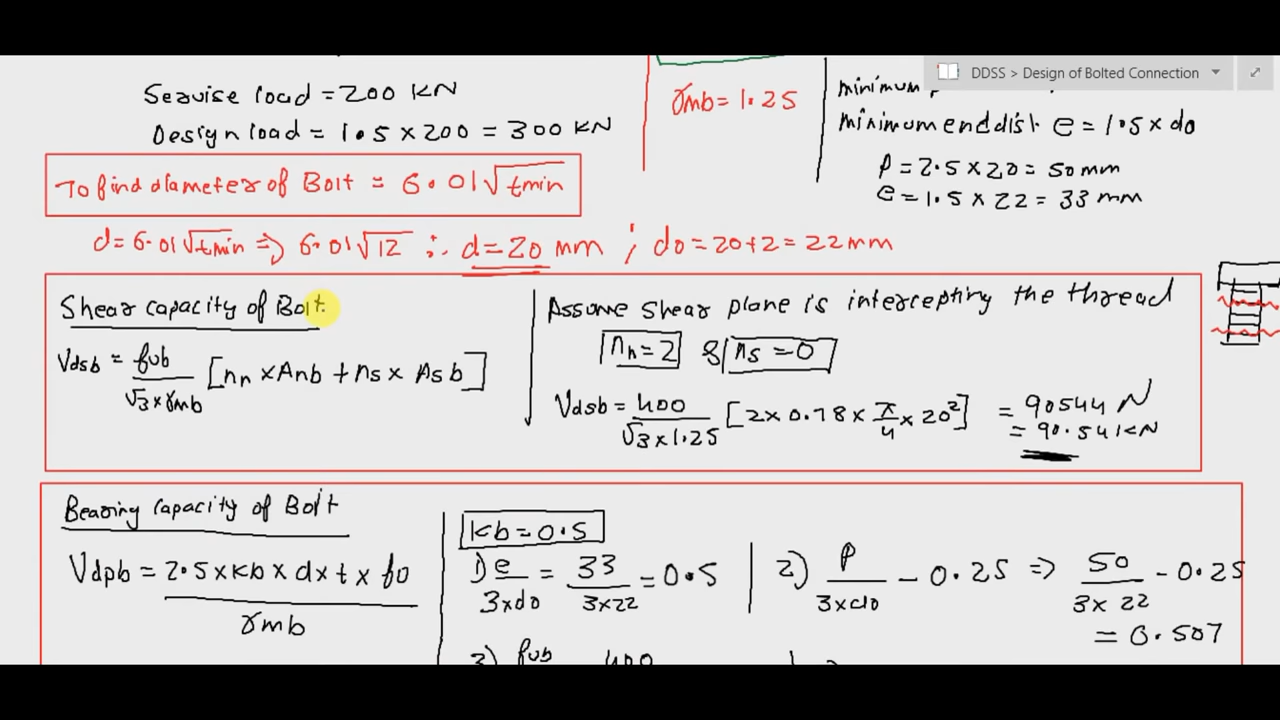 DDSS > Design of Bolted Connection
Servise load = 200 KN
Design load = 1.5 × 200 = 300 KN
γmb = 1.25
minimum
minimum end dist. e = 1.5 × do
P = 2.5 × 20 = 50 mm
e = 1.5 × 22 = 33 mm
To find diameter of Bolt = 6.01√tmin
d = 6.01√tmin => 6.01√12 ∴ d = 20 mm ; do = 20+2 = 22 mm
Shear capacity of Bolt.
Vdsb = fub / √3 × γmb [nn × Anb + ns × Asb]
Assume shear plane is intercepting the thread
nn = 2 & ns = 0
Vdsb = 400 / √3 × 1.25 [2 × 0.78 × π/4 × 20²] = 90544 N
= 90.54 KN
Bearing capacity of Bolt
Vdpb = 2.5 × kb × d × t × fu / γmb
Kb = 0.5
1) e / 3×do = 33 / 3×22 = 0.5
2) P / 3×do - 0.25 => 50 / 3×22 - 0.25
= 0.507
3) fub 400